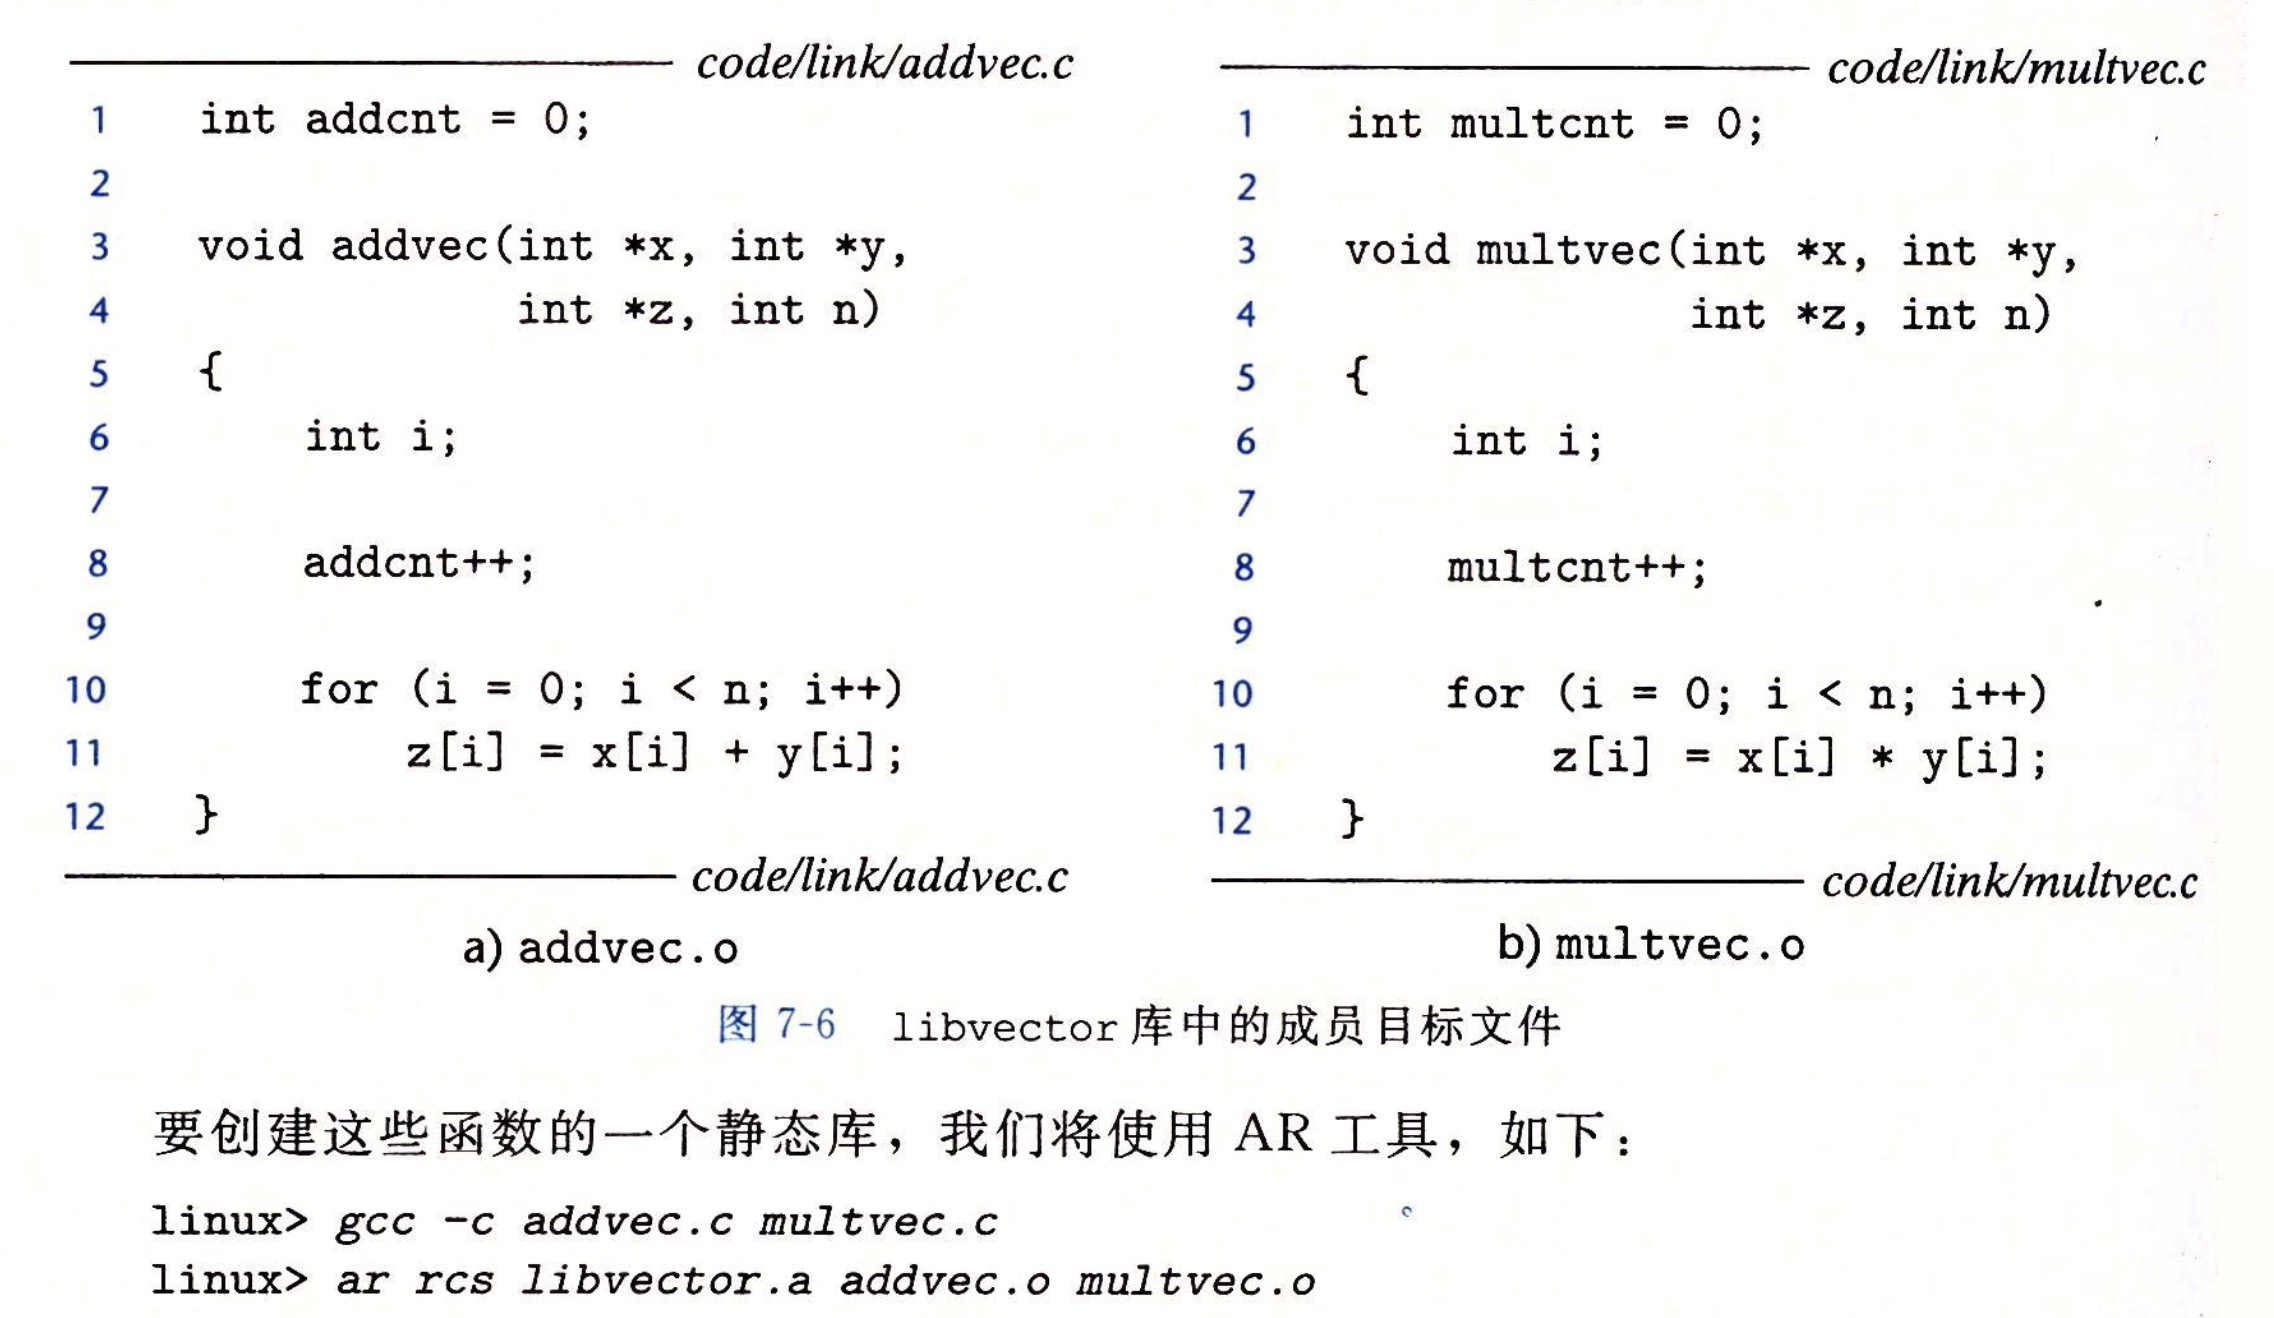 code/link/addvec.c
1 int addcnt = 0;
2
3 void addvec(int *x, int *y,
4 int *z, int n)
5 {
6 int i;
7
8 addcnt++;
9
10 for (i = 0; i < n; i++)
11 z[i] = x[i] + y[i];
12 }
code/link/addvec.c
a) addvec.o
code/link/multvec.c
1 int multcnt = 0;
2
3 void multvec(int *x, int *y,
4 int *z, int n)
5 {
6 int i;
7
8 multcnt++;
9
10 for (i = 0; i < n; i++)
11 z[i] = x[i] * y[i];
12 }
code/link/multvec.c
b) multvec.o
图 7-6 libvector 库中的成员目标文件
要创建这些函数的一个静态库，我们将使用 AR 工具，如下：
linux> gcc -c addvec.c multvec.c
linux> ar rcs libvector.a addvec.o multvec.o